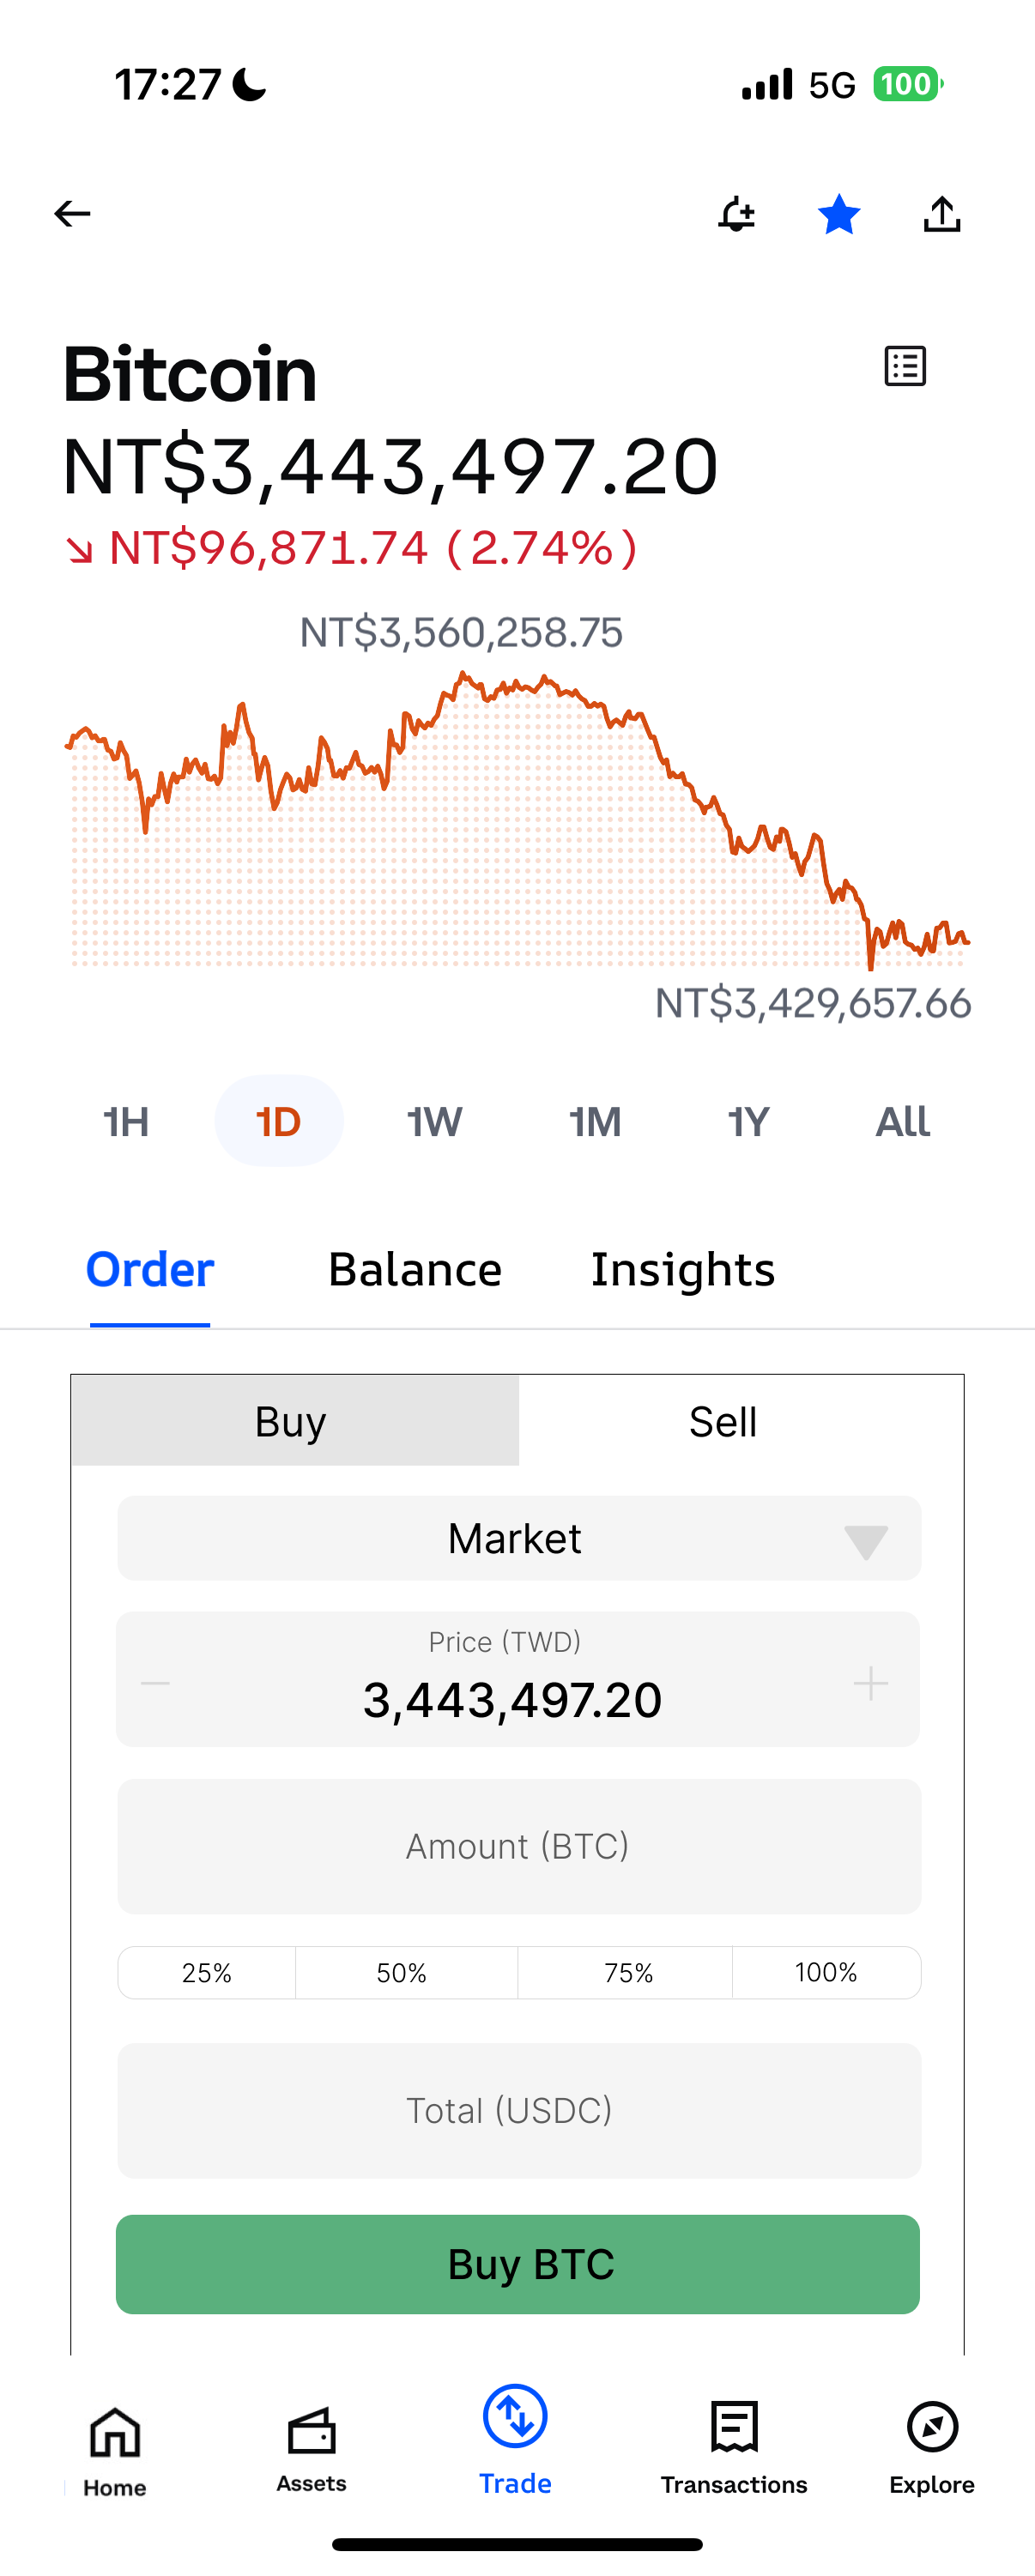 17:27 5G 100
Bitcoin
NT$3,443,497.20
NT$96,871.74 (2.74%)
NT$3,560,258.75
NT$3,429,657.66
1H 1D 1W 1M 1Y All
Order Balance Insights
Buy Sell
Market
Price (TWD)
3,443,497.20
Amount (BTC)
25% 50% 75% 100%
Total (USDC)
Buy BTC
Home Assets Trade Transactions Explore